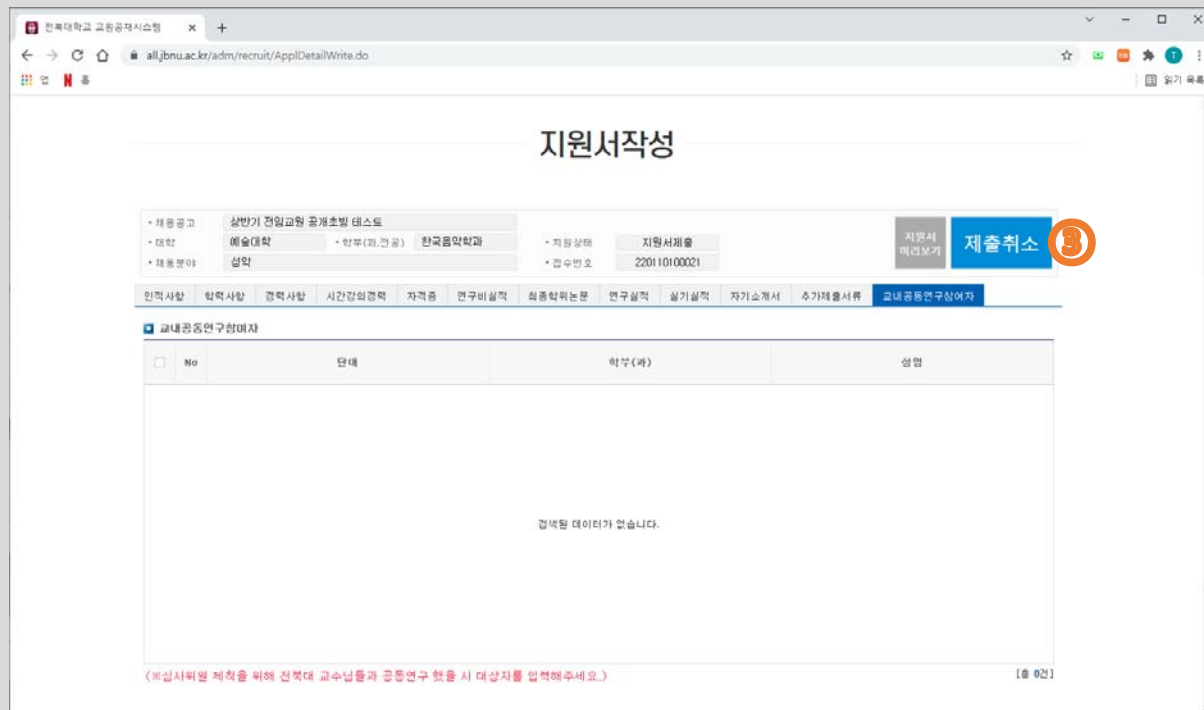 전북대학교 교원공채시스템
all.jbnu.ac.kr/adm/recruit/ApplDetailWrite.do
앱 N 홈
읽기 목록
지원서작성
• 채용공고 상반기 전임교원 공개초빙 테스트
• 대학 예술대학 • 학부(과,전공) 한국음악학과 • 지원상태 지원서제출
• 채용분야 성악 • 접수번호 220110100021
지원서
미리보기
제출취소
3
인적사항 학력사항 경력사항 시간강의경력 자격증 연구비실적 최종학위논문 연구실적 실기실적 자기소개서 추가제출서류 교내공동연구참여자
교내공동연구참여자
No 단대 학부(과) 성명
검색된 데이터가 없습니다.
(※심사위원 제척을 위해 전북대 교수님들과 공동연구 했을 시 대상자를 입력해주세요.)
[총 0건]